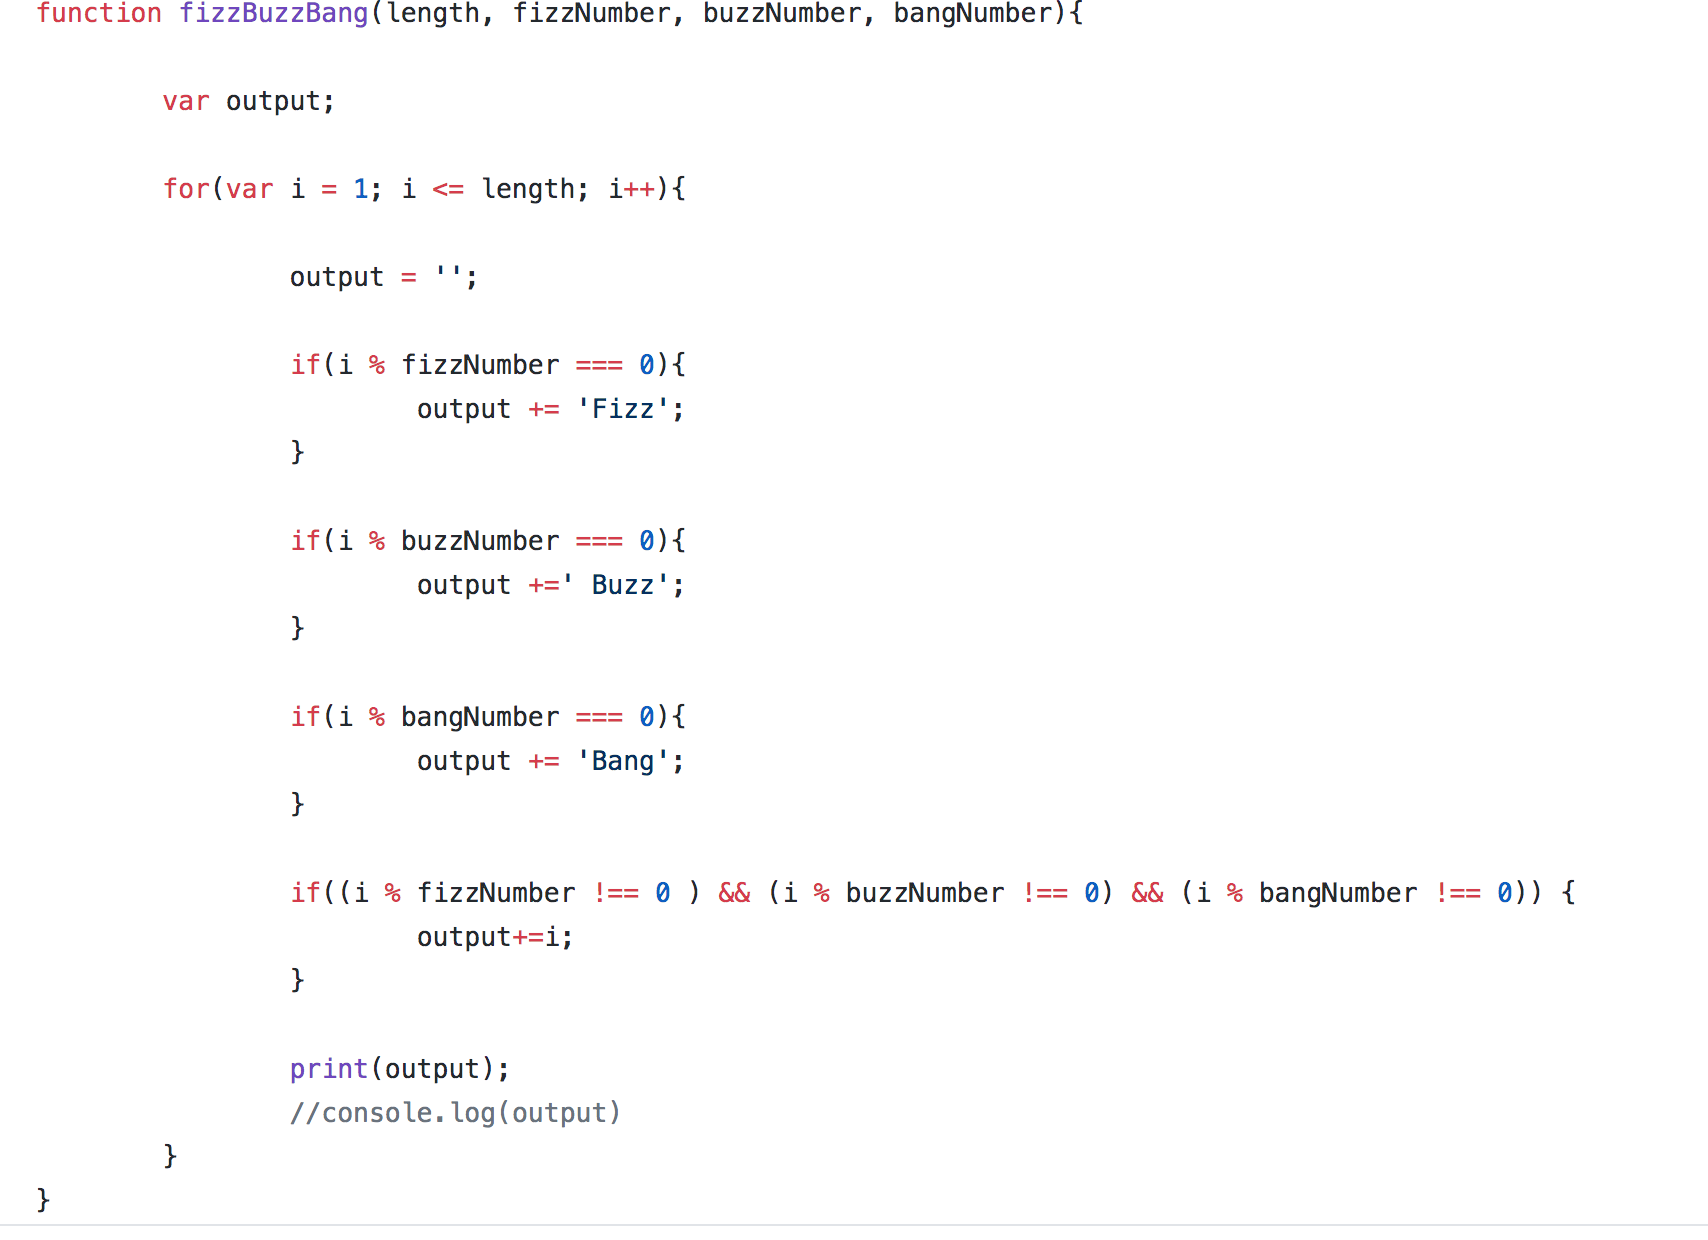 function fizzBuzzBang(length, fizzNumber, buzzNumber, bangNumber){
var output;
for(var i = 1; i <= length; i++){
output = '';
if(i % fizzNumber === 0){
output += 'Fizz';
}
if(i % buzzNumber === 0){
output +=' Buzz';
}
if(i % bangNumber === 0){
output += 'Bang';
}
if((i % fizzNumber !== 0 ) && (i % buzzNumber !== 0) && (i % bangNumber !== 0)) {
output+=i;
}
print(output);
//console.log(output)
}
}